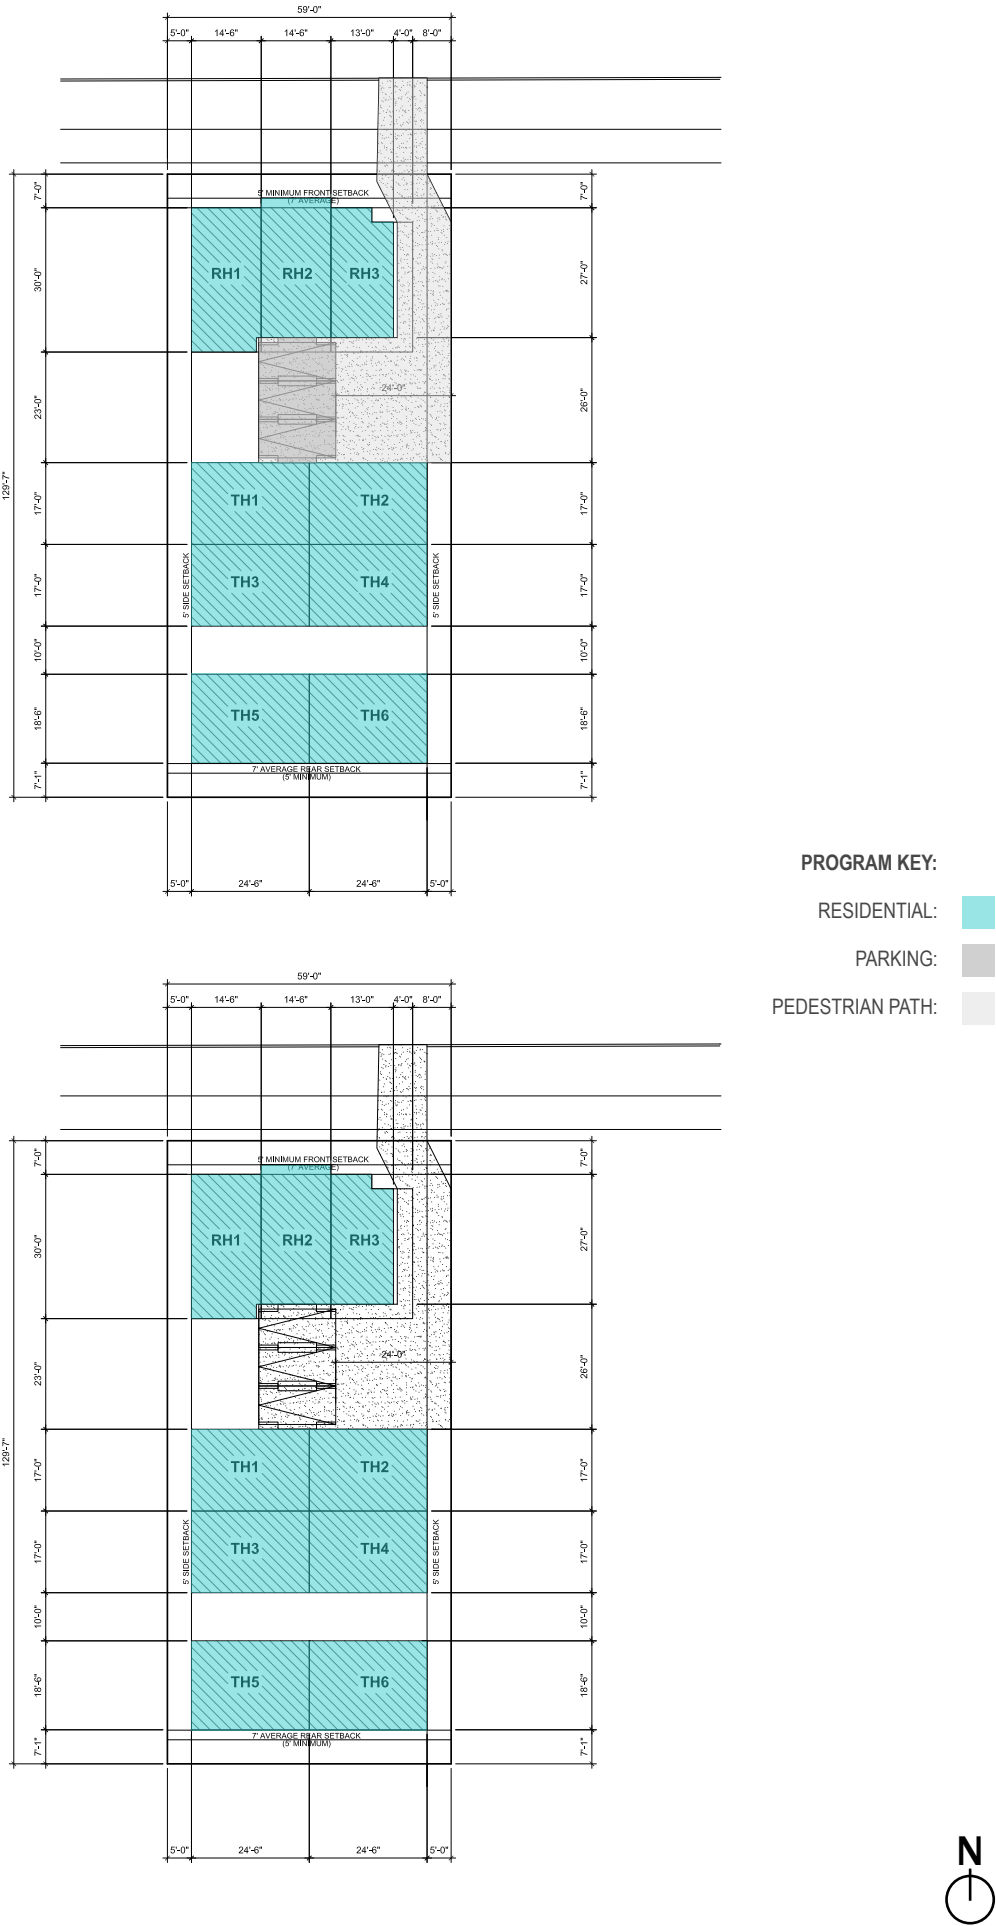 59'-0"
5'-0" 14'-6" 14'-6" 13'-0" 4'-0" 8'-0"
5' MINIMUM FRONT SETBACK
(7' AVERAGE)
7'-0" 7'-0"
RH1 RH2 RH3
30'-0" 27'-0"
24'-0"
23'-0" 26'-0"
129'-7"
TH1 TH2
17'-0" 17'-0"
TH3 TH4
17'-0" 17'-0"
5' SIDE SETBACK 5' SIDE SETBACK
10'-0" 10'-0"
TH5 TH6
18'-6" 18'-6"
7' AVERAGE REAR SETBACK
(5' MINIMUM)
7'-1" 7'-1"
5'-0" 24'-6" 24'-6" 5'-0"
PROGRAM KEY:
RESIDENTIAL:
PARKING:
PEDESTRIAN PATH:
59'-0"
5'-0" 14'-6" 14'-6" 13'-0" 4'-0" 8'-0"
5' MINIMUM FRONT SETBACK
(7' AVERAGE)
7'-0" 7'-0"
RH1 RH2 RH3
30'-0" 27'-0"
24'-0"
23'-0" 26'-0"
129'-7"
TH1 TH2
17'-0" 17'-0"
TH3 TH4
17'-0" 17'-0"
5' SIDE SETBACK 5' SIDE SETBACK
10'-0" 10'-0"
TH5 TH6
18'-6" 18'-6"
7' AVERAGE REAR SETBACK
(5' MINIMUM)
7'-1" 7'-1"
5'-0" 24'-6" 24'-6" 5'-0"
N